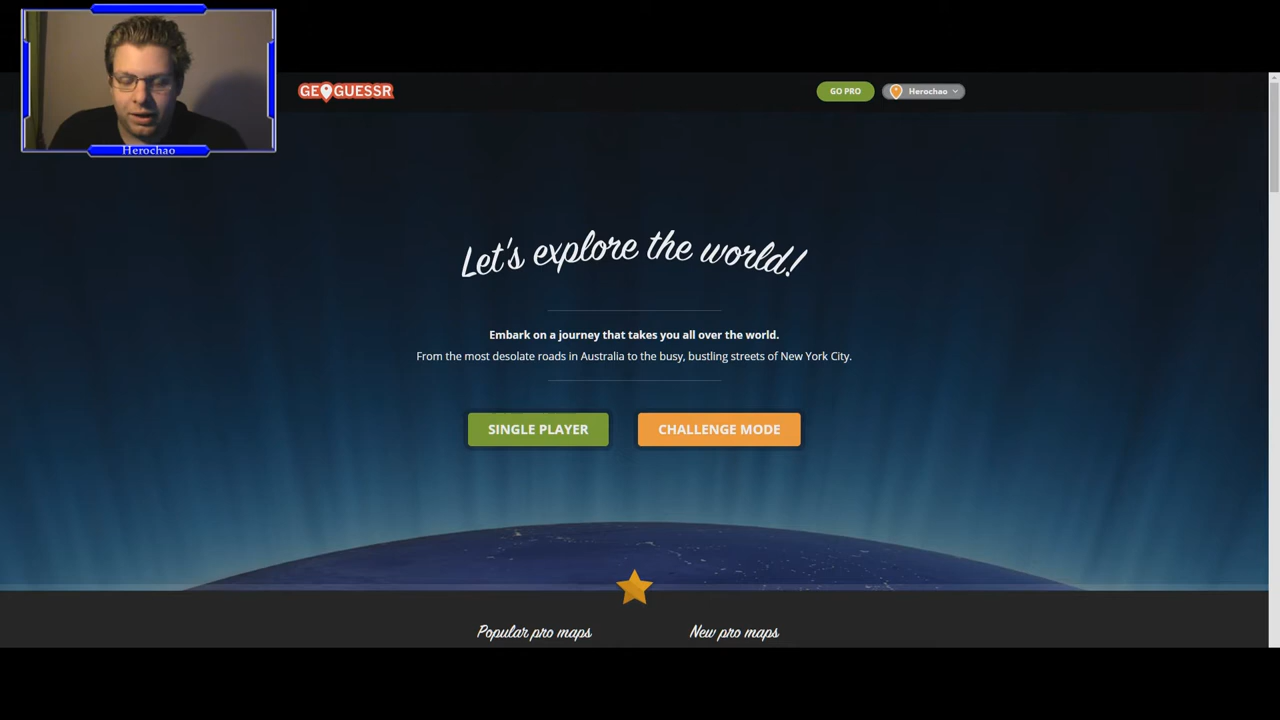 GEOGUESSR
GO PRO
Herochao
Herochao
Let's explore the world!
Embark on a journey that takes you all over the world.
From the most desolate roads in Australia to the busy, bustling streets of New York City.
SINGLE PLAYER
CHALLENGE MODE
Popular pro maps
New pro maps